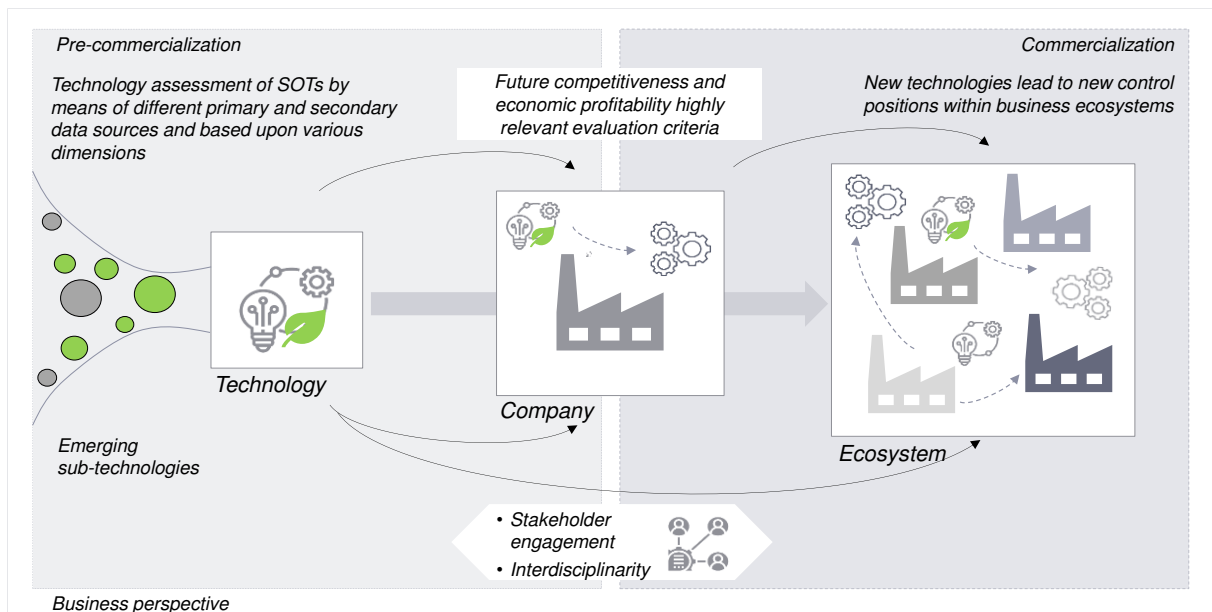 Pre-commercialization
Technology assessment of SOTs by
means of different primary and secondary
data sources and based upon various
dimensions
Future competitiveness and
economic profitability highly
relevant evaluation criteria
Commercialization
New technologies lead to new control
positions within business ecosystems
Technology
Company
Ecosystem
Emerging
sub-technologies
• Stakeholder
engagement
• Interdisciplinarity
Business perspective